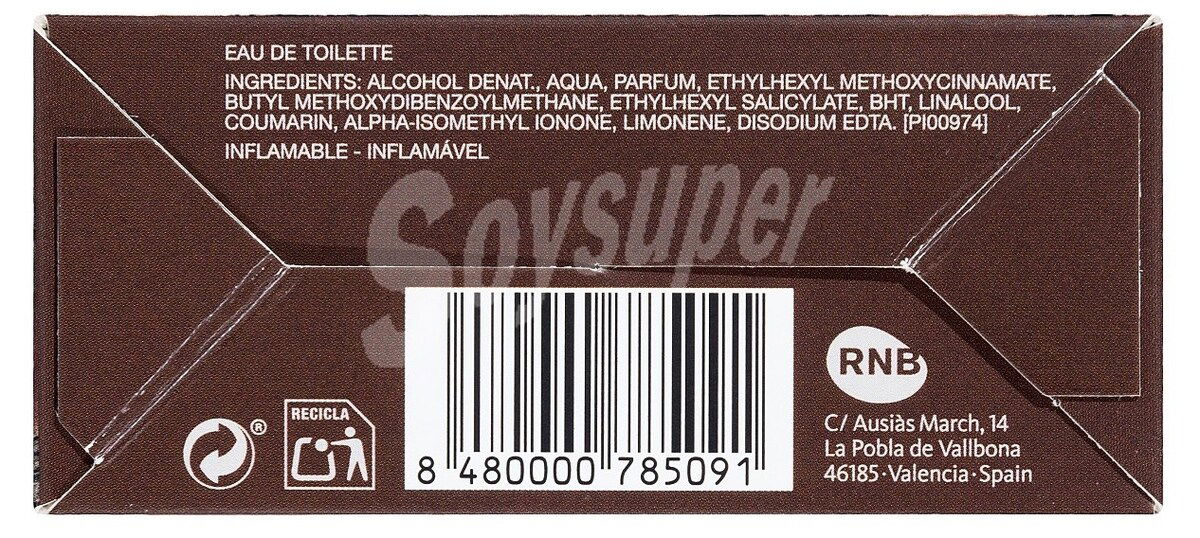 EAU DE TOILETTE
INGREDIENTS: ALCOHOL DENAT., AQUA, PARFUM, ETHYLHEXYL METHOXYCINNAMATE,
BUTYL METHOXYDIBENZOYLMETHANE, ETHYLHEXYL SALICYLATE, BHT, LINALOOL,
COUMARIN, ALPHA-ISOMETHYL IONONE, LIMONENE, DISODIUM EDTA. [PI00974]
INFLAMABLE - INFLAMÁVEL
Soysuper
RNB
RECICLA
®
8 480000 785091
C/ Ausiàs March, 14
La Pobla de Vallbona
46185·Valencia·Spain